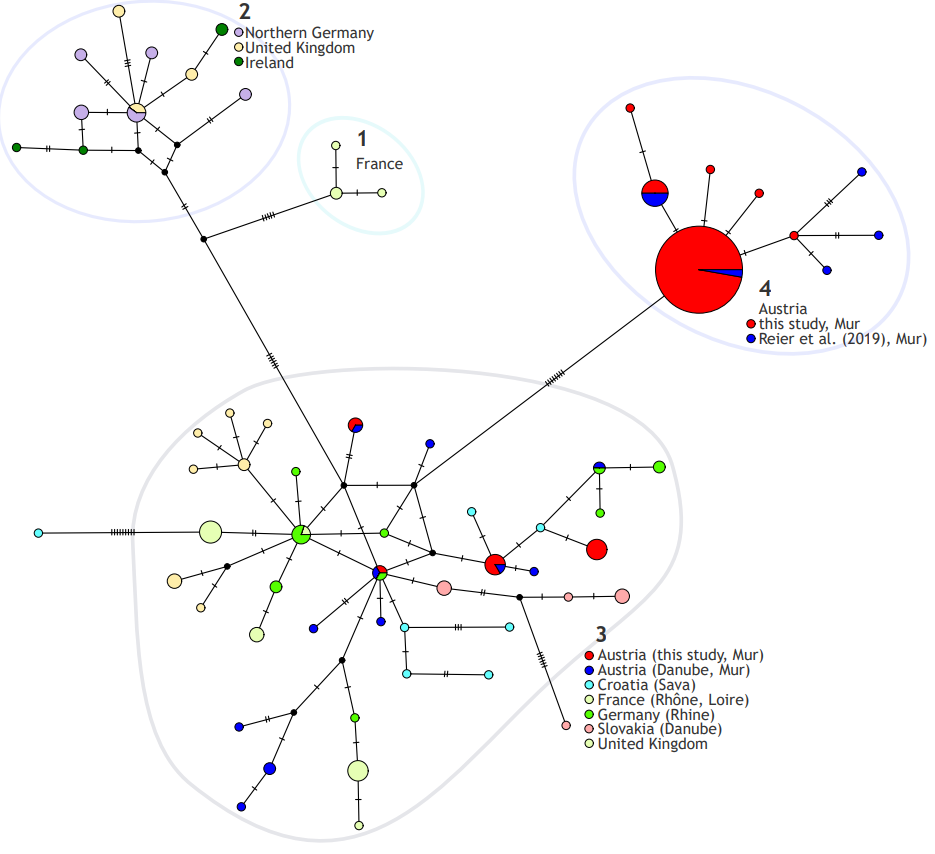 2
Northern Germany
United Kingdom
Ireland
1
France
4
Austria
this study, Mur
Reier et al. (2019), Mur)
3
Austria (this study, Mur)
Austria (Danube, Mur)
Croatia (Sava)
France (Rhône, Loire)
Germany (Rhine)
Slovakia (Danube)
United Kingdom